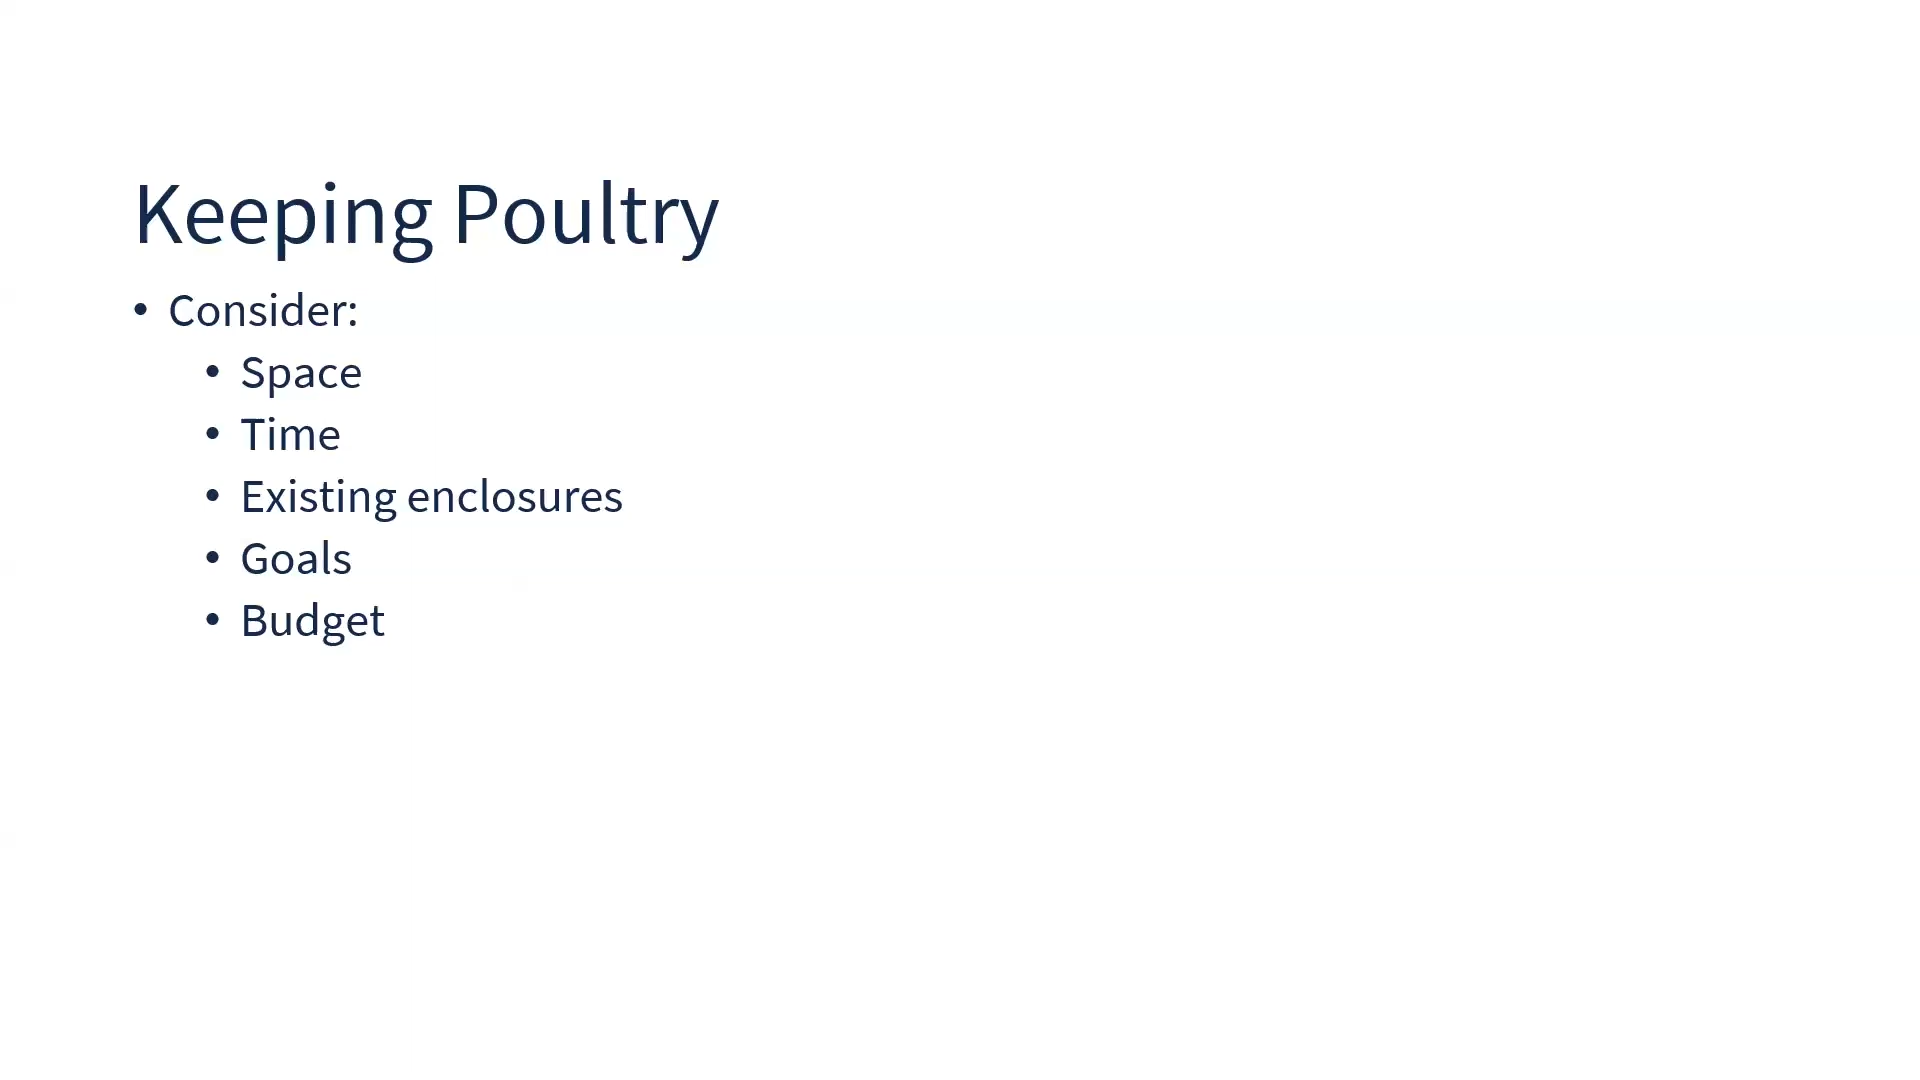 Keeping Poultry
• Consider:
• Space
• Time
• Existing enclosures
• Goals
• Budget